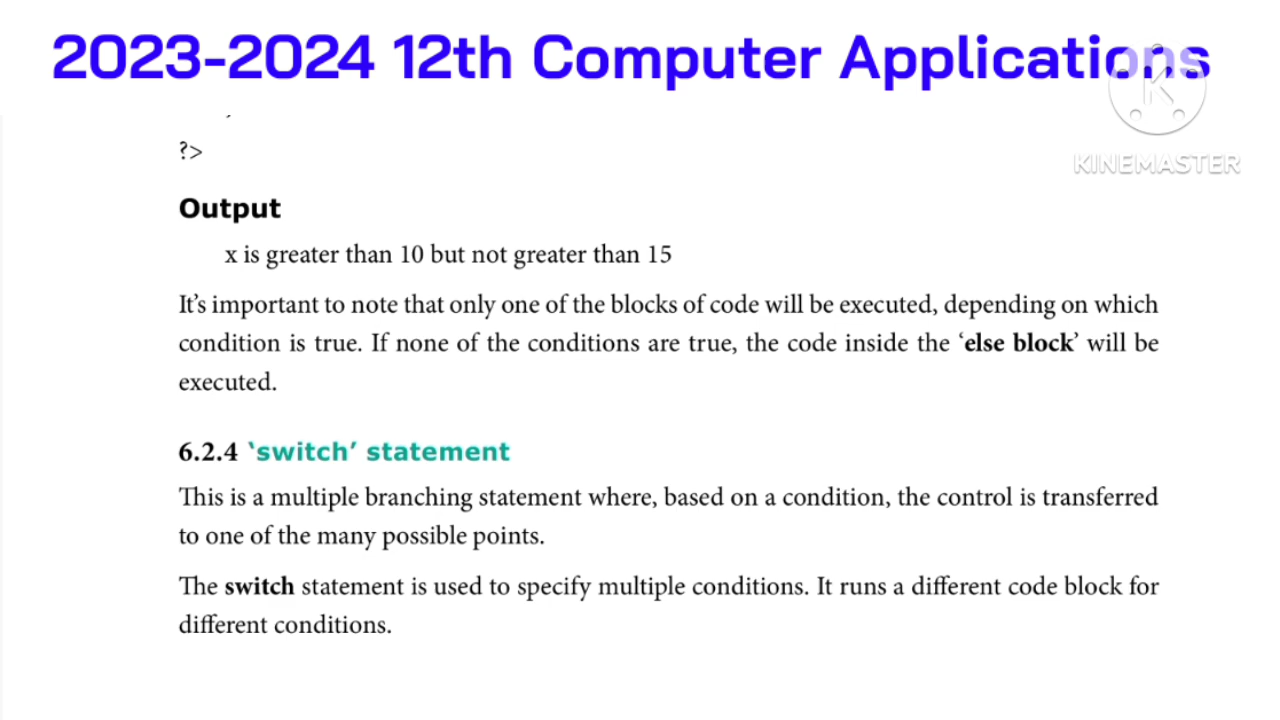 2023-2024 12th Computer Applications
KINEMASTER
?>
Output
x is greater than 10 but not greater than 15
It's important to note that only one of the blocks of code will be executed, depending on which
condition is true. If none of the conditions are true, the code inside the ‘else block’ will be
executed.
6.2.4 ‘switch’ statement
This is a multiple branching statement where, based on a condition, the control is transferred
to one of the many possible points.
The switch statement is used to specify multiple conditions. It runs a different code block for
different conditions.